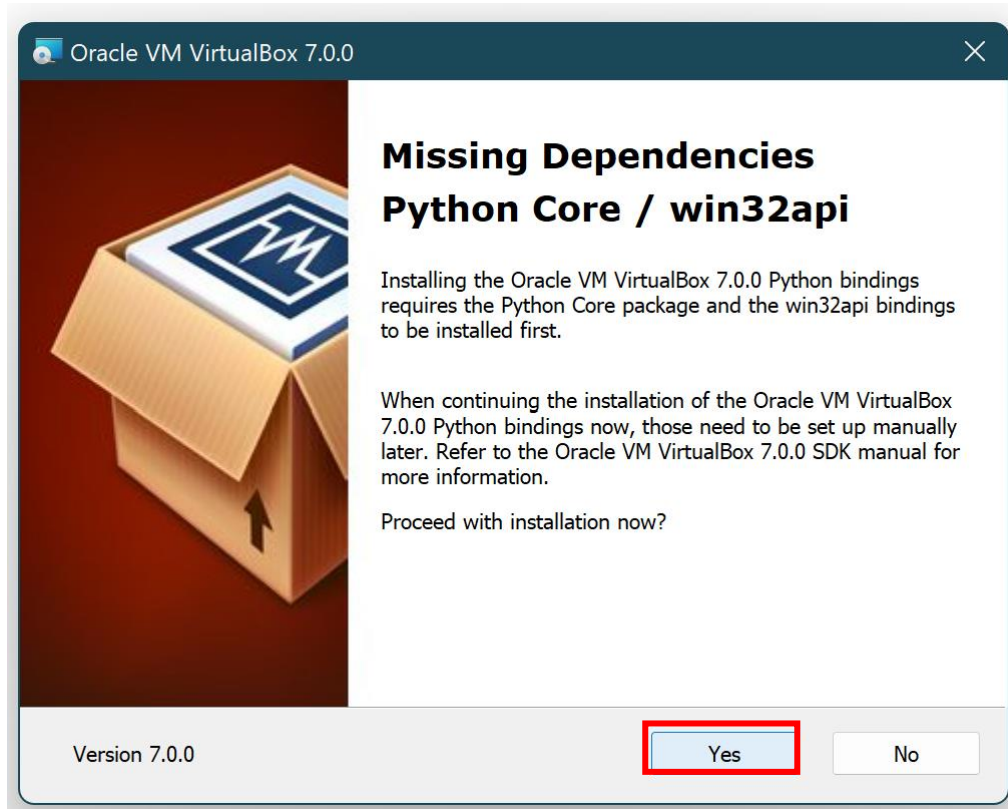 Oracle VM VirtualBox 7.0.0
Missing Dependencies
Python Core / win32api
Installing the Oracle VM VirtualBox 7.0.0 Python bindings
requires the Python Core package and the win32api bindings
to be installed first.
When continuing the installation of the Oracle VM VirtualBox
7.0.0 Python bindings now, those need to be set up manually
later. Refer to the Oracle VM VirtualBox 7.0.0 SDK manual for
more information.
Proceed with installation now?
Version 7.0.0
Yes
No